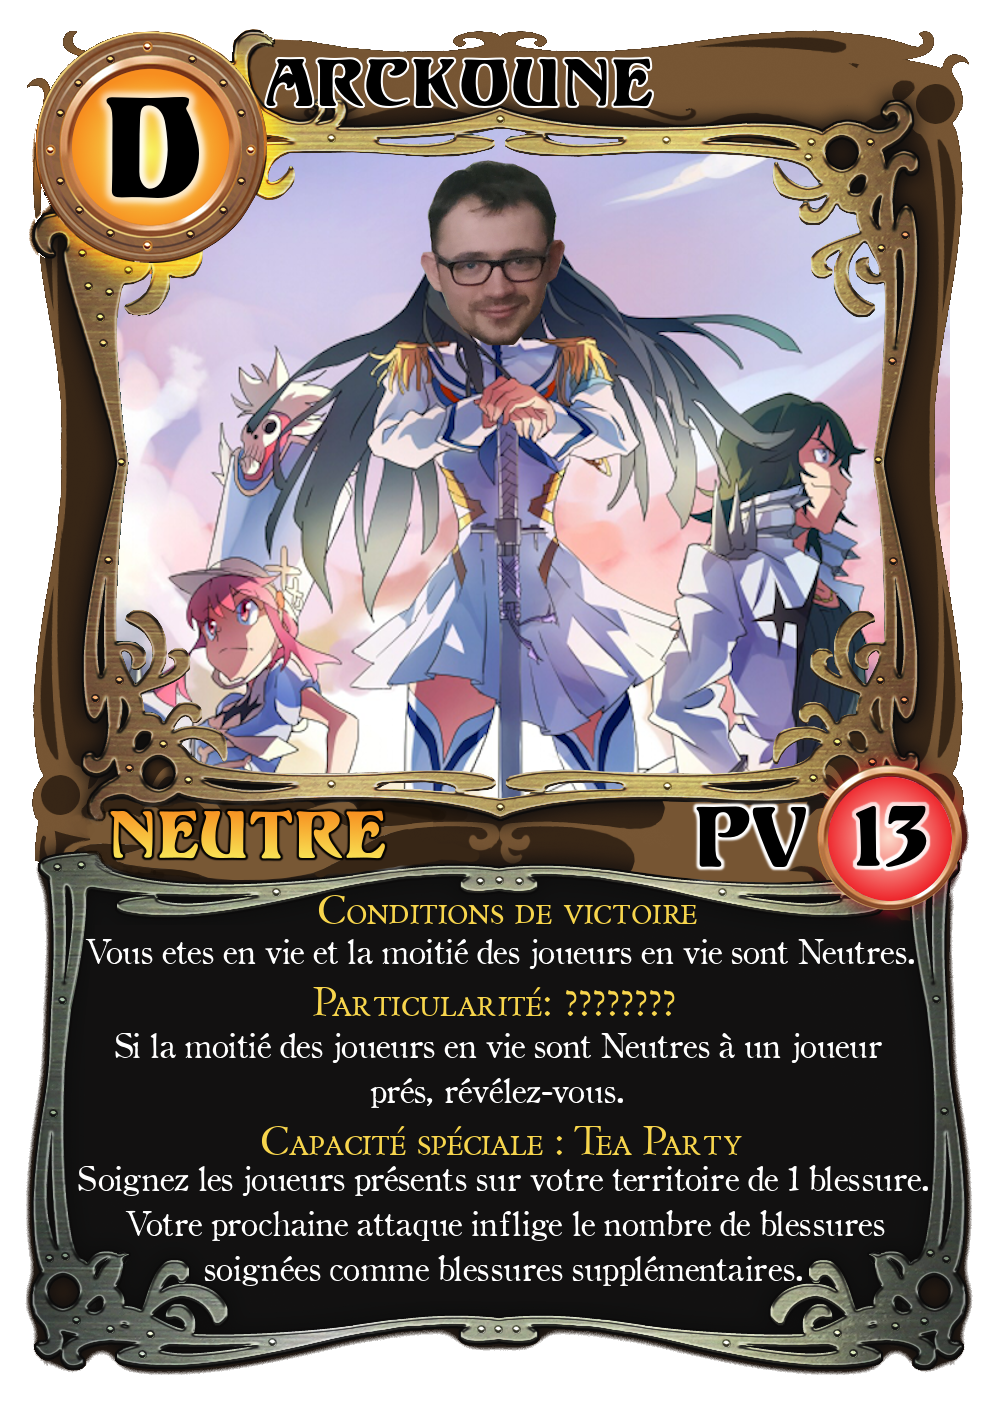 D
ARCKOUNE
NEUTRE
PV 13
CONDITIONS DE VICTOIRE
Vous etes en vie et la moitié des joueurs en vie sont Neutres.
PARTICULARITÉ: ????????
Si la moitié des joueurs en vie sont Neutres à un joueur
prés, révélez-vous.
CAPACITÉ SPÉCIALE : TEA PARTY
Soignez les joueurs présents sur votre territoire de 1 blessure.
Votre prochaine attaque inflige le nombre de blessures
soignées comme blessures supplémentaires.